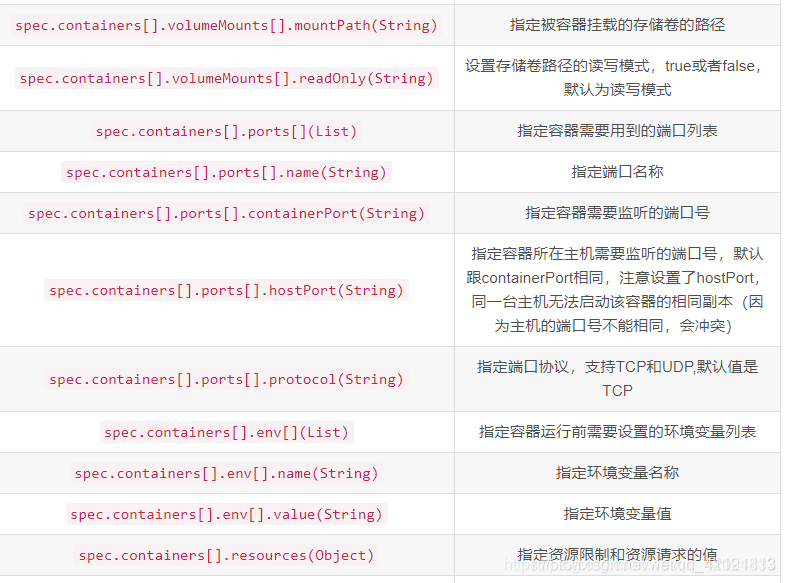 spec.containers[].volumeMounts[].mountPath(String)
指定被容器挂载的存储卷的路径
spec.containers[].volumeMounts[].readOnly(String)
设置存储卷路径的读写模式，true或者false，
默认为读写模式
spec.containers[].ports[](List)
指定容器需要用到的端口列表
spec.containers[].ports[].name(String)
指定端口名称
spec.containers[].ports[].containerPort(String)
指定容器需要监听的端口号
spec.containers[].ports[].hostPort(String)
指定容器所在主机需要监听的端口号，默认
跟containerPort相同，注意设置了hostPort，
同一台主机无法启动该容器的相同副本（因
为主机的端口号不能相同，会冲突）
spec.containers[].ports[].protocol(String)
指定端口协议，支持TCP和UDP,默认值是
TCP
spec.containers[].env[](List)
指定容器运行前需要设置的环境变量列表
spec.containers[].env[].name(String)
指定环境变量名称
spec.containers[].env[].value(String)
指定环境变量值
spec.containers[].resources(Object)
指定资源限制和资源请求的值